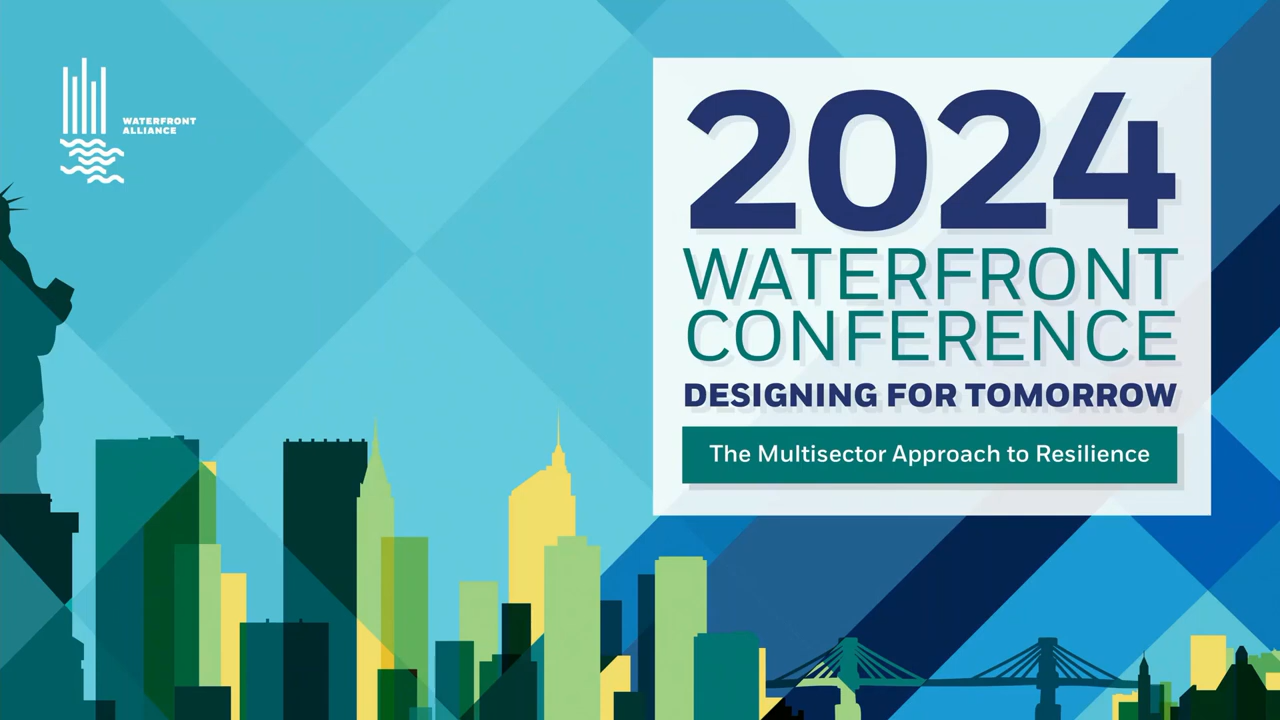 WATERFRONT
ALLIANCE
2024
WATERFRONT
CONFERENCE
DESIGNING FOR TOMORROW
The Multisector Approach to Resilience